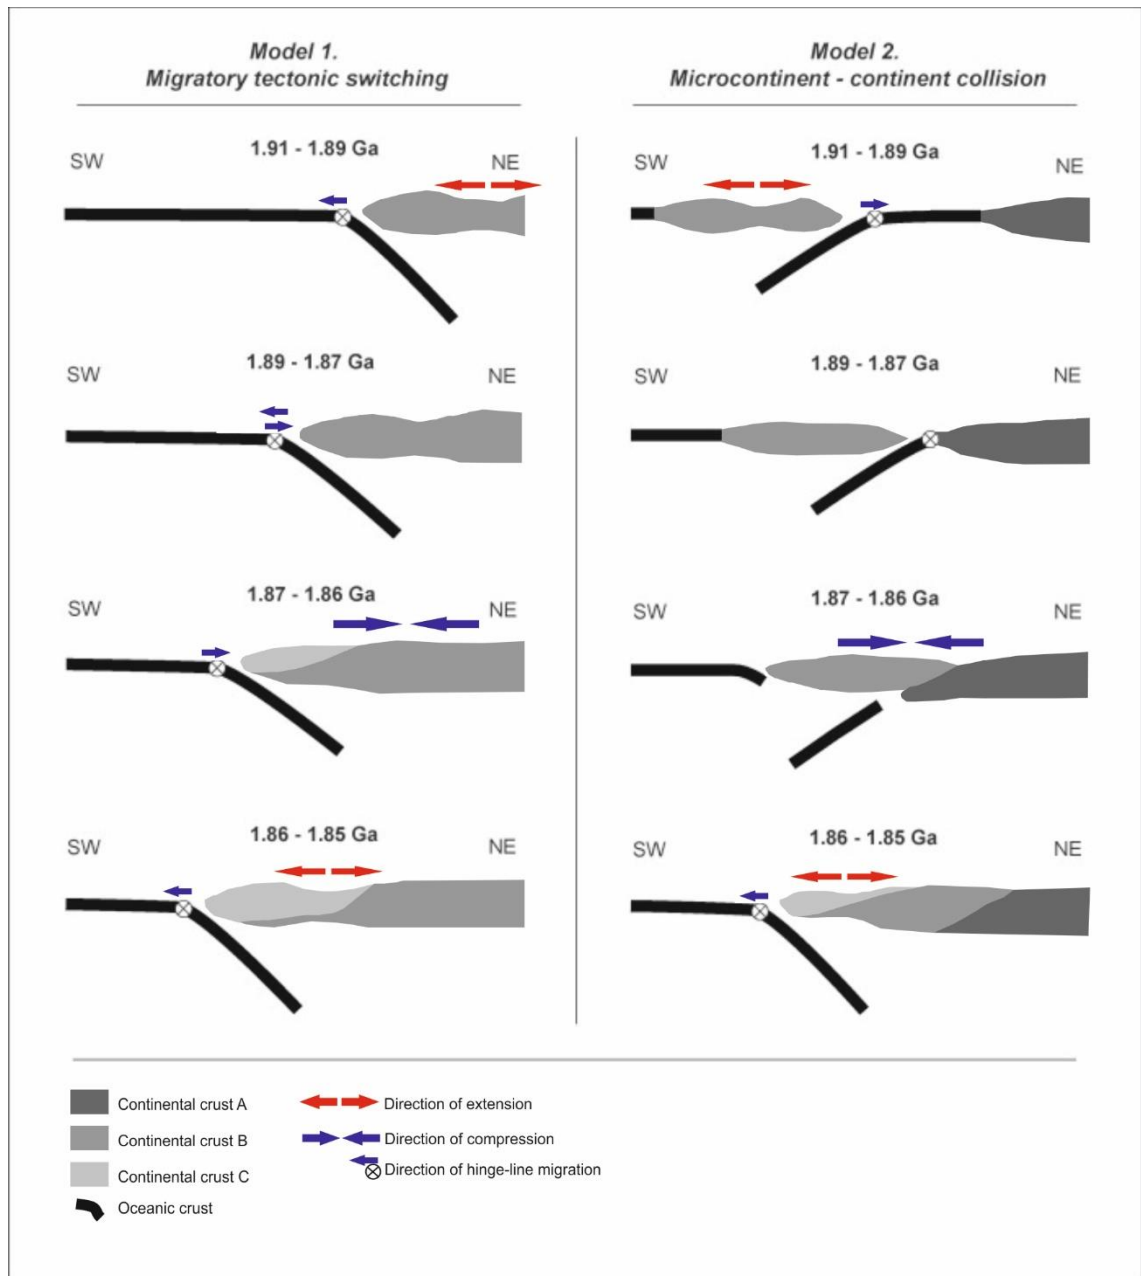 Model 1.
Migratory tectonic switching
1.91 - 1.89 Ga
SW
NE
1.89 - 1.87 Ga
SW
NE
1.87 - 1.86 Ga
SW
NE
1.86 - 1.85 Ga
SW
NE
Model 2.
Microcontinent - continent collision
1.91 - 1.89 Ga
SW
NE
1.89 - 1.87 Ga
SW
NE
1.87 - 1.86 Ga
SW
NE
1.86 - 1.85 Ga
SW
NE
Continental crust A
Continental crust B
Continental crust C
Oceanic crust
Direction of extension
Direction of compression
Direction of hinge-line migration